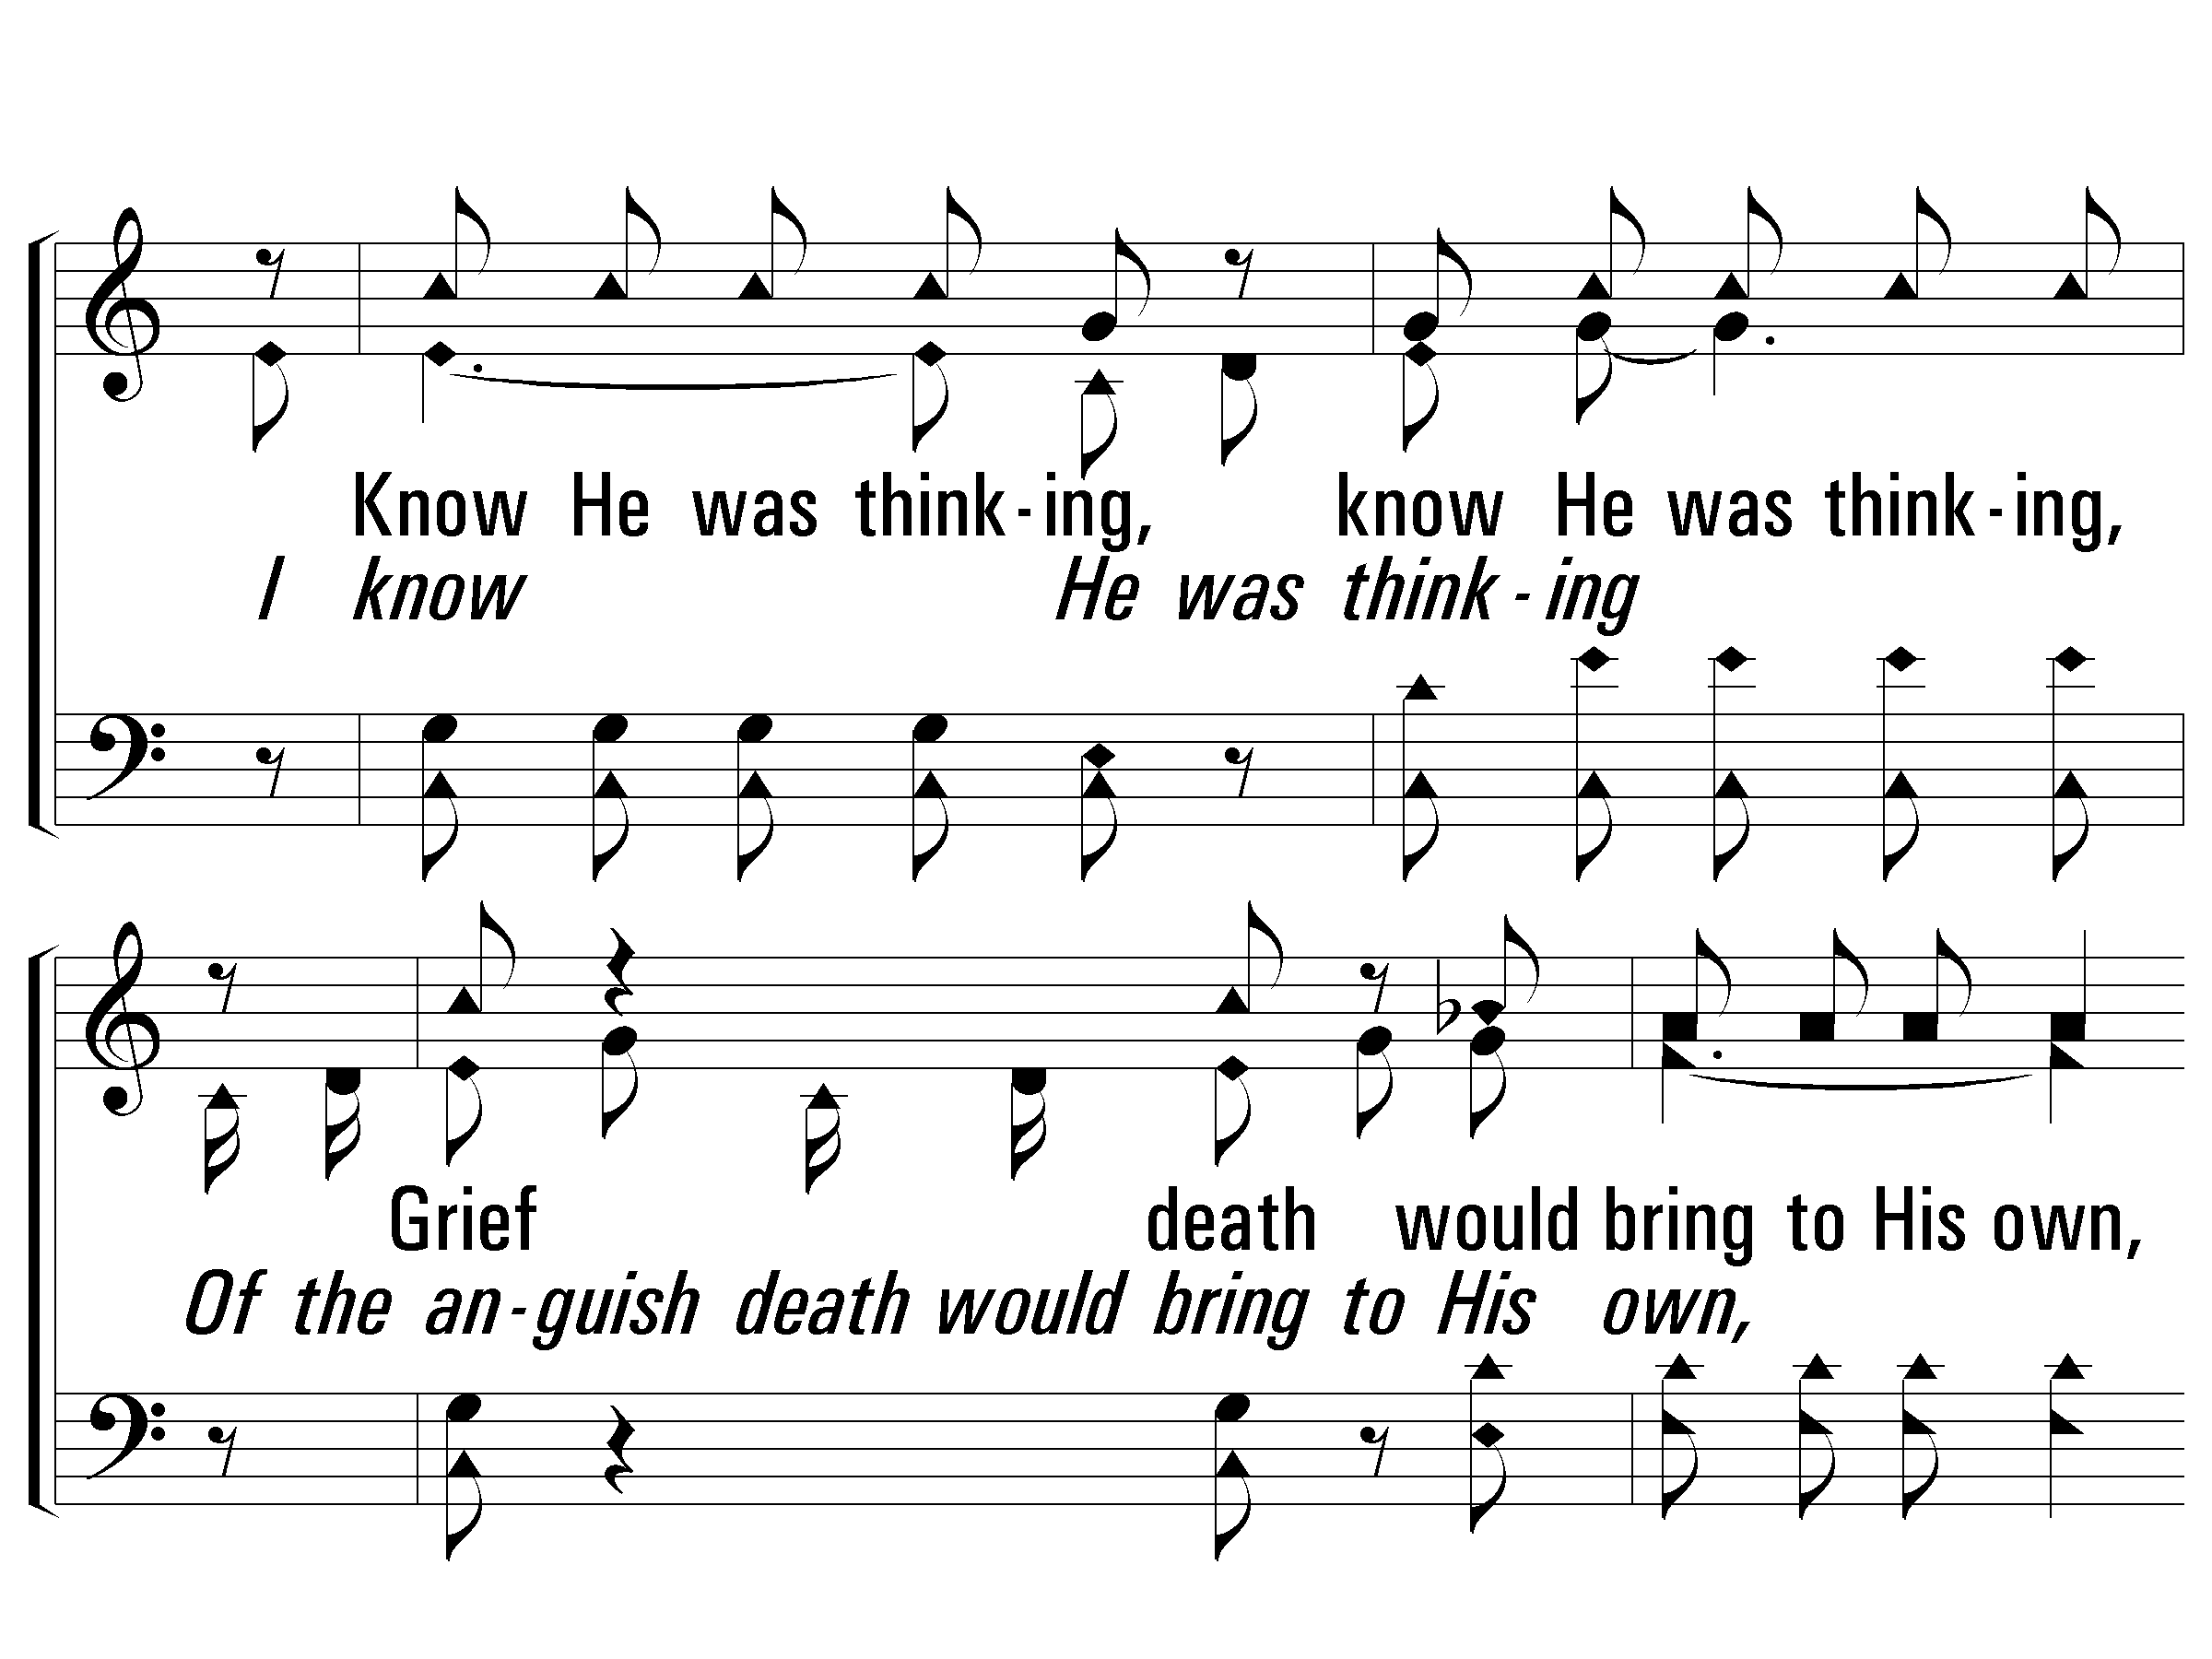 Know He was think - ing, know He was think - ing,
I know He was think - ing
Grief death would bring to His own,
Of the an - guish death would bring to His own,